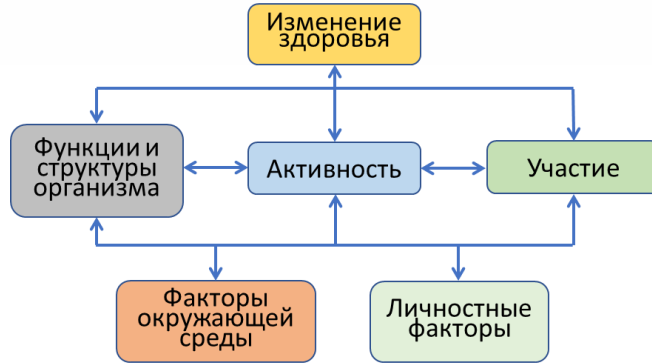 Изменение
здоровья
Функции и
структуры
организма
Активность
Участие
Факторы
окружающей
среды
Личностные
факторы